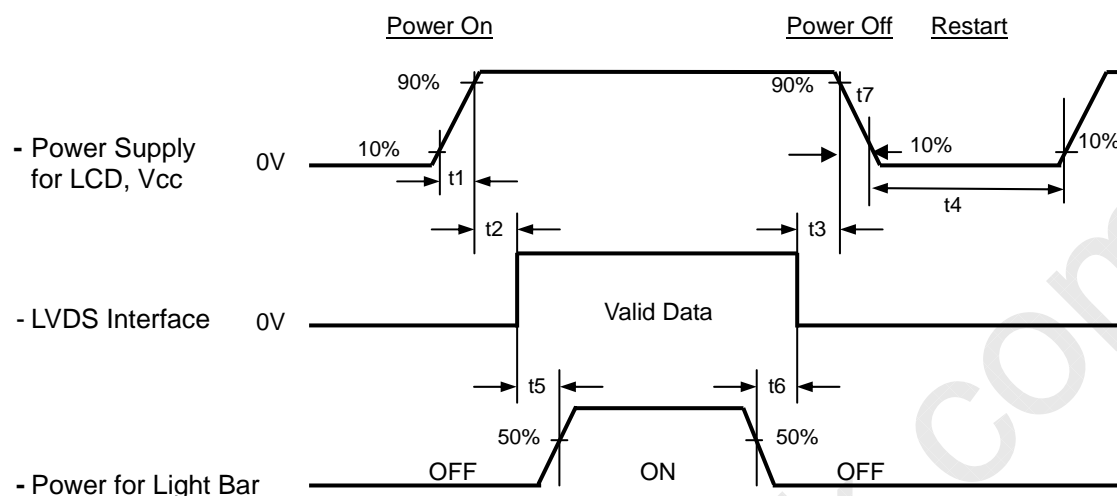 Power On Power Off Restart
90% 90% t7
- Power Supply
for LCD, Vcc
0V 10% 10% 10%
t1 t4
t2 t3
- LVDS Interface 0V Valid Data
t5 t6
50% 50%
- Power for Light Bar OFF ON OFF
com